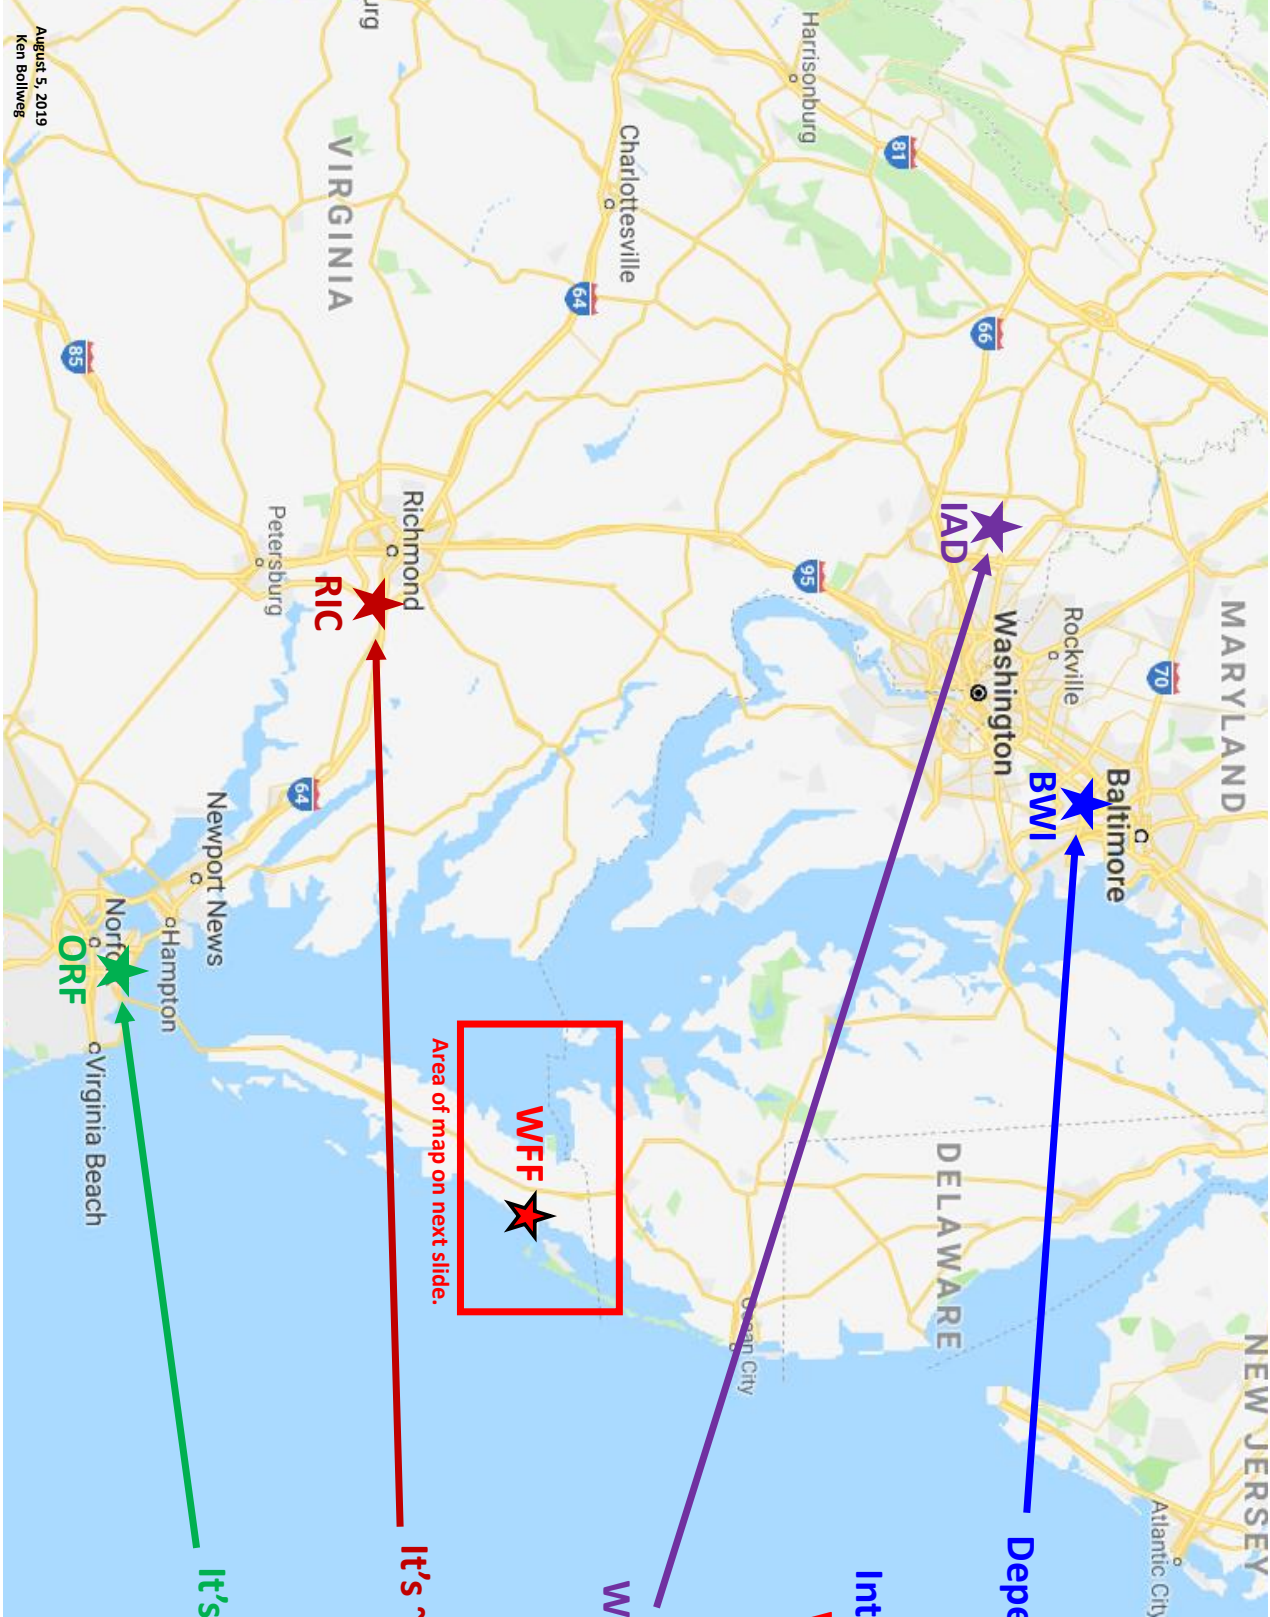 MARYLAND
NEW JERSEY
Harrisonburg
81
66
70
Rockville
Baltimore
BWI
Depe
Atlantic City
IAD
Washington
DELAWARE
Int
95
Charlottesville
64
WFF
Area of map on next slide.
VIRGINIA
Richmond
RIC
It's
Petersburg
64
Newport News
Hampton
85
ORF
Virginia Beach
It's
August 5, 2019
Ken Bollweg